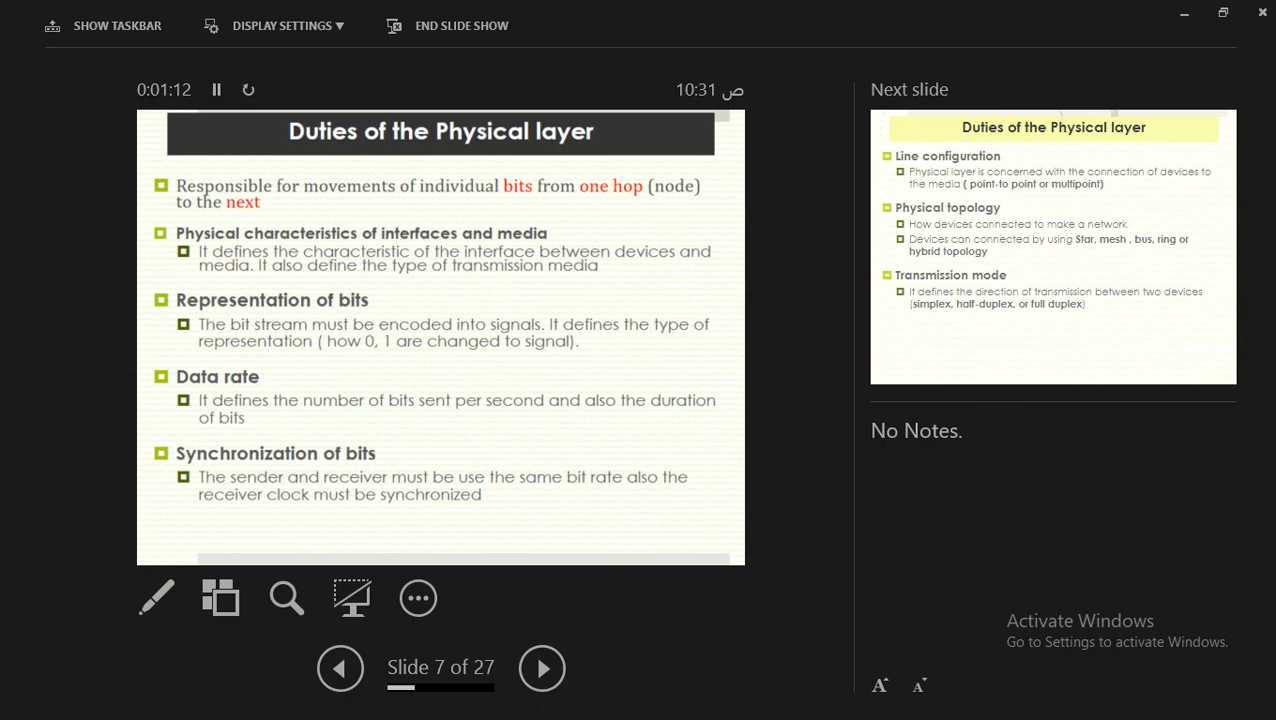 SHOW TASKBAR
DISPLAY SETTINGS
END SLIDE SHOW
0:01:12
10:31 ص
Duties of the Physical layer
Responsible for movements of individual bits from one hop (node)
to the next
Physical characteristics of interfaces and media
It defines the characteristic of the interface between devices and
media. It also define the type of transmission media
Representation of bits
The bit stream must be encoded into signals. It defines the type of
representation ( how 0, 1 are changed to signal).
Data rate
It defines the number of bits sent per second and also the duration
of bits
Synchronization of bits
The sender and receiver must be use the same bit rate also the
receiver clock must be synchronized
Slide 7 of 27
Next slide
Duties of the Physical layer
Line configuration
Physical layer is concerned with the connection of devices to
the media ( point-to point or multipoint)
Physical topology
How devices connected to make a network
Devices can connected by using Star, mesh , bus, ring or
hybrid topology
Transmission mode
It defines the direction of transmission between two devices
(simplex, half-duplex, or full duplex)
No Notes.
Activate Windows
Go to Settings to activate Windows.
A A